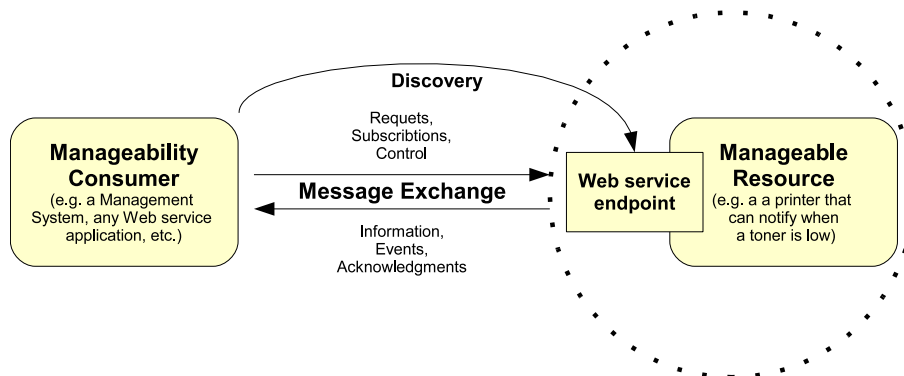 Discovery
Requets,
Subscribtions,
Control
Manageability
Consumer
(e.g. a Management
System, any Web service
application, etc.)
Message Exchange
Information,
Events,
Acknowledgments
Web service
endpoint
Manageable
Resource
(e.g. a a printer that
can notify when
a toner is low)